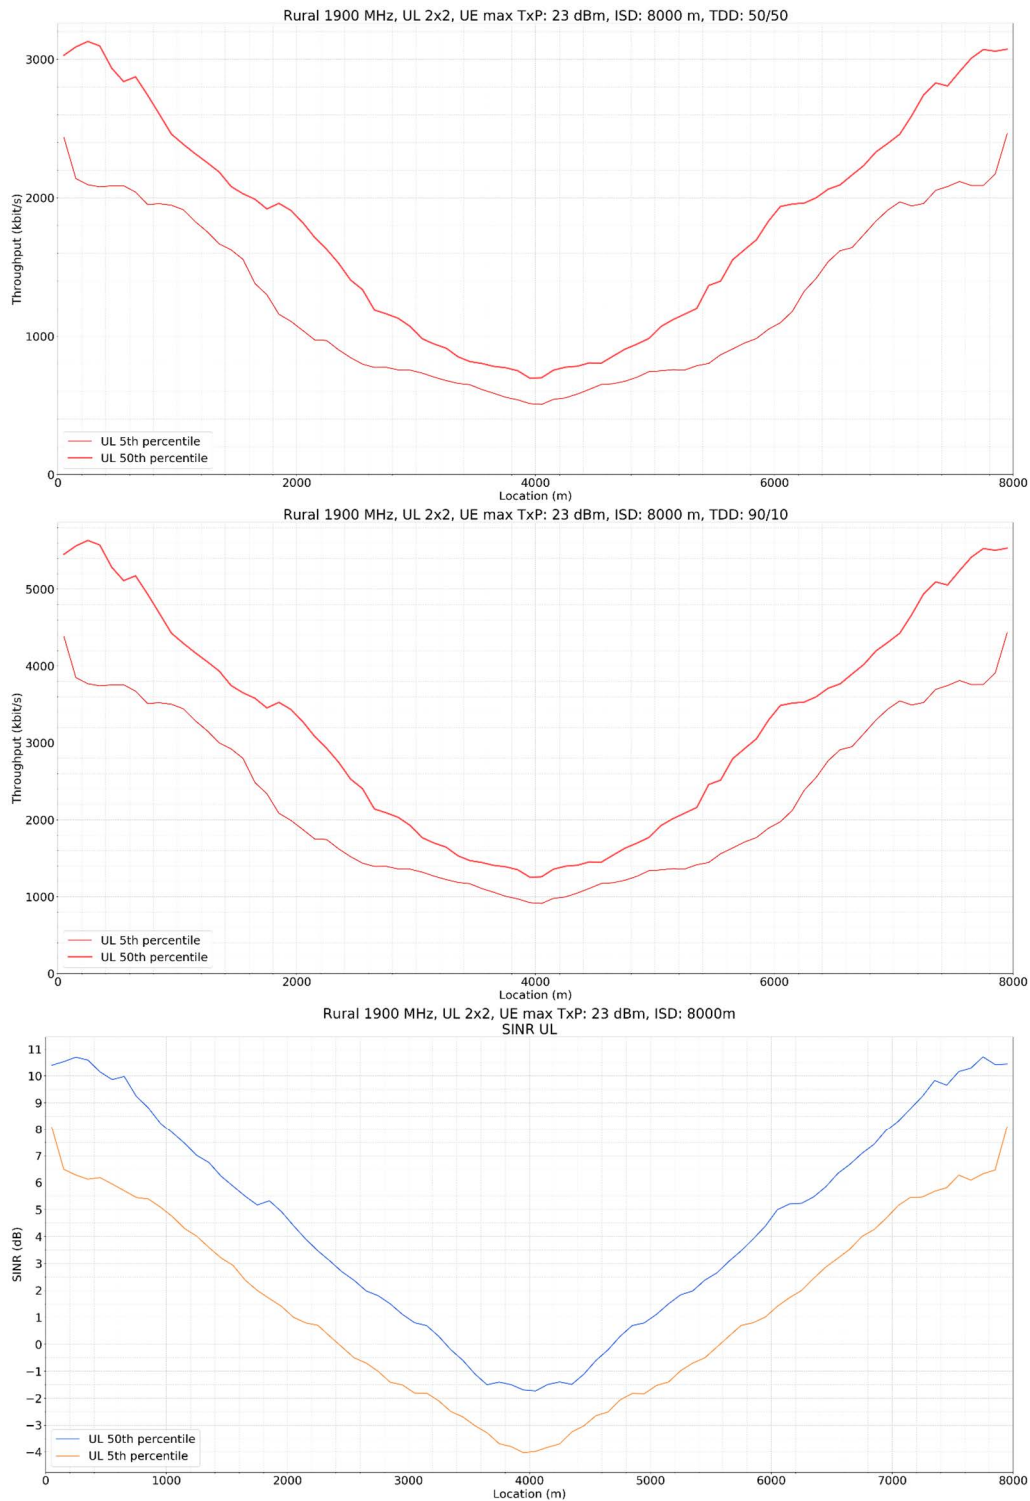 Rural 1900 MHz, UL 2x2, UE max TxP: 23 dBm, ISD: 8000 m, TDD: 50/50
3000
2000
1000
0
Throughput (kbit/s)
UL 5th percentile
UL 50th percentile
0 2000 4000 6000 8000
Location (m)
Rural 1900 MHz, UL 2x2, UE max TxP: 23 dBm, ISD: 8000 m, TDD: 90/10
5000
4000
3000
2000
1000
0
Throughput (kbit/s)
UL 5th percentile
UL 50th percentile
0 2000 4000 6000 8000
Location (m)
Rural 1900 MHz, UL 2x2, UE max TxP: 23 dBm, ISD: 8000m
SINR UL
11
10
9
8
7
6
5
4
3
2
1
0
−1
−2
−3
−4
SINR (dB)
UL 50th percentile
UL 5th percentile
0 1000 2000 3000 4000 5000 6000 7000 8000
Location (m)